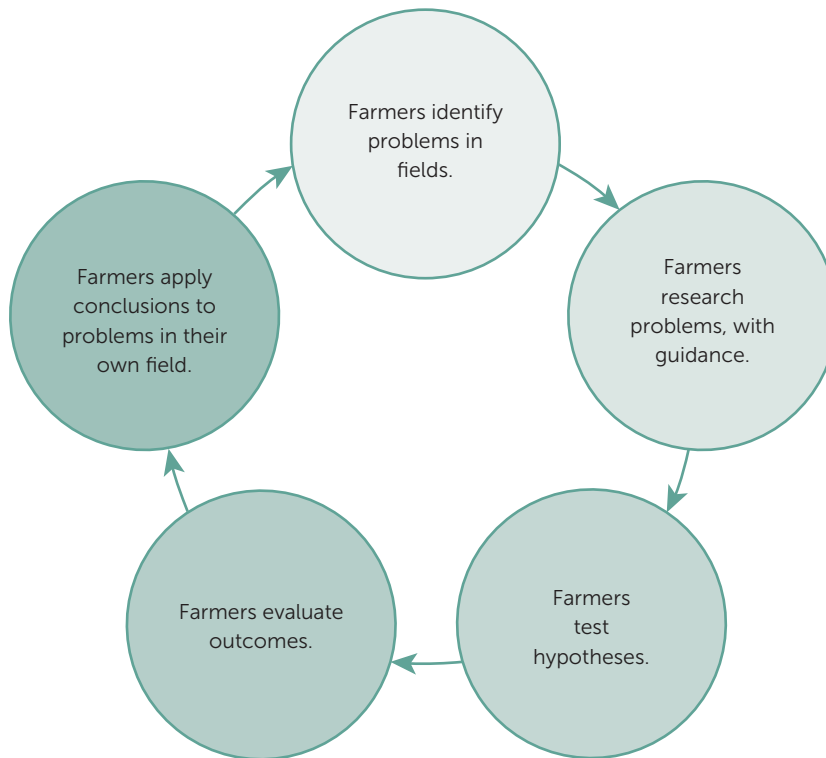 Farmers identify
problems in
fields.
Farmers
research
problems, with
guidance.
Farmers
test
hypotheses.
Farmers evaluate
outcomes.
Farmers apply
conclusions to
problems in their
own field.